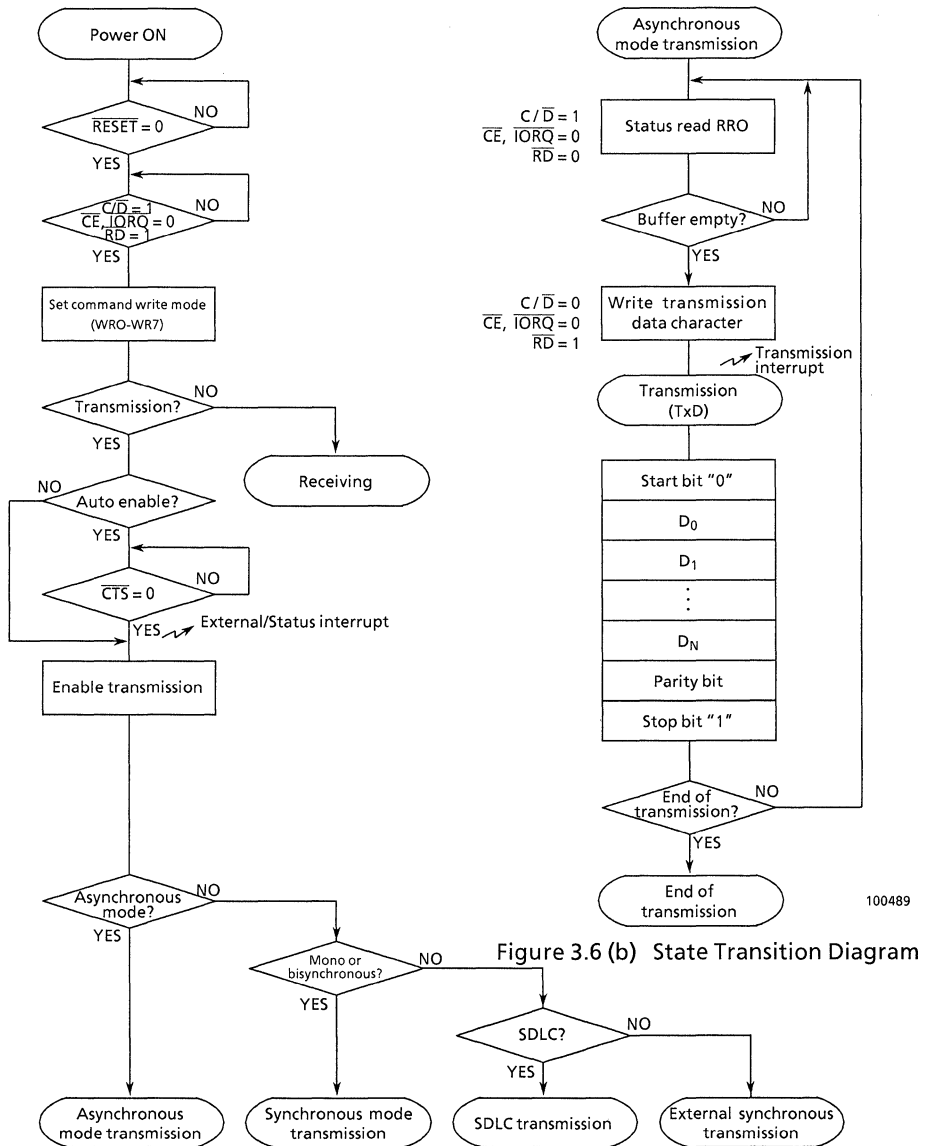 Power ON
NO
RESET = 0
YES
NO
C/D = 1
CE, IORQ = 0
RD = 1
YES
Set command write mode
(WRO-WR7)
NO
Transmission?
YES
Receiving
NO
Auto enable?
YES
NO
CTS = 0
YES
External/Status interrupt
Enable transmission
NO
Asynchronous
mode?
YES
NO
Mono or
bisynchronous?
YES
NO
SDLC?
YES
Asynchronous
mode transmission
Synchronous mode
transmission
SDLC transmission
External synchronous
transmission
Asynchronous
mode transmission
C / D = 1
CE, IORQ = 0
RD = 0
Status read RRO
NO
Buffer empty?
YES
C / D = 0
CE, IORQ = 0
RD = 1
Write transmission
data character
Transmission
interrupt
Transmission
(TxD)
Start bit "0"
D0
D1
⋮
DN
Parity bit
Stop bit "1"
NO
End of
transmission?
YES
End of
transmission
100489
Figure 3.6 (b) State Transition Diagram